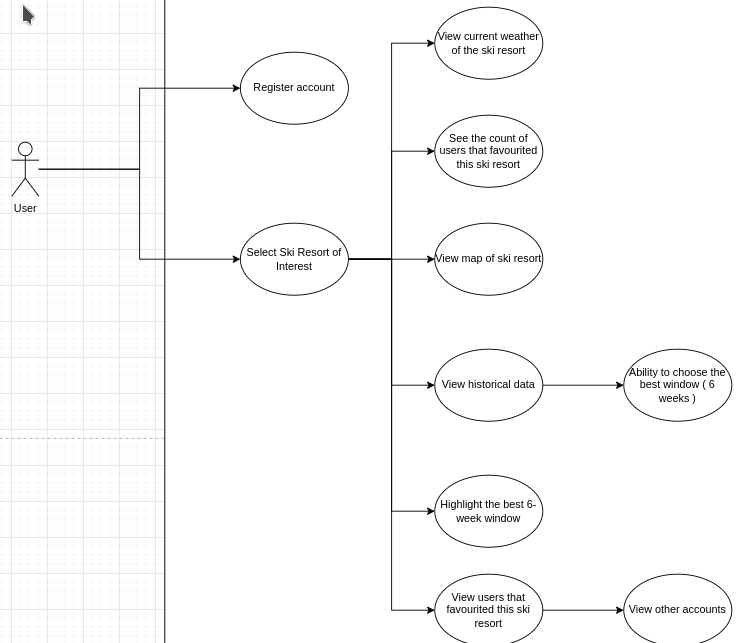 View current weather
of the ski resort
Register account
See the count of
users that favourited
this ski resort
User
Select Ski Resort of
Interest
View map of ski resort
View historical data
Ability to choose the
best window ( 6
weeks )
Highlight the best 6-
week window
View users that
favourited this ski
resort
View other accounts